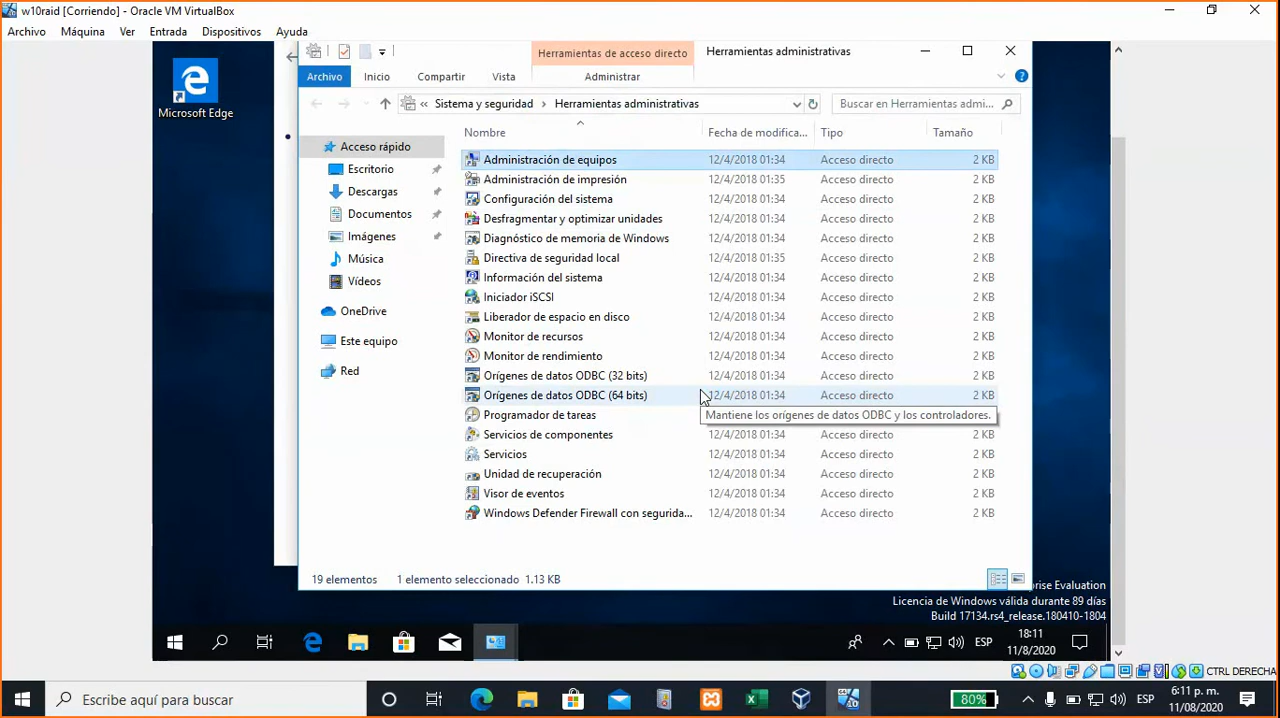 w10raid [Corriendo] - Oracle VM VirtualBox
Archivo Máquina Ver Entrada Dispositivos Ayuda
Microsoft Edge
Herramientas de acceso directo Herramientas administrativas
Archivo Inicio Compartir Vista Administrar
« Sistema y seguridad > Herramientas administrativas Buscar en Herramientas admi...
Nombre Fecha de modifica... Tipo Tamaño
Acceso rápido
Escritorio
Descargas
Documentos
Imágenes
Música
Vídeos
OneDrive
Este equipo
Red
Administración de equipos 12/4/2018 01:34 Acceso directo 2 KB
Administración de impresión 12/4/2018 01:35 Acceso directo 2 KB
Configuración del sistema 12/4/2018 01:34 Acceso directo 2 KB
Desfragmentar y optimizar unidades 12/4/2018 01:34 Acceso directo 2 KB
Diagnóstico de memoria de Windows 12/4/2018 01:34 Acceso directo 2 KB
Directiva de seguridad local 12/4/2018 01:35 Acceso directo 2 KB
Información del sistema 12/4/2018 01:34 Acceso directo 2 KB
Iniciador iSCSI 12/4/2018 01:34 Acceso directo 2 KB
Liberador de espacio en disco 12/4/2018 01:34 Acceso directo 2 KB
Monitor de recursos 12/4/2018 01:34 Acceso directo 2 KB
Monitor de rendimiento 12/4/2018 01:34 Acceso directo 2 KB
Orígenes de datos ODBC (32 bits) 12/4/2018 01:34 Acceso directo 2 KB
Orígenes de datos ODBC (64 bits) 12/4/2018 01:34 Acceso directo 2 KB
Programador de tareas Mantiene los orígenes de datos ODBC y los controladores.
Servicios de componentes 12/4/2018 01:34 Acceso directo 2 KB
Servicios 12/4/2018 01:34 Acceso directo 2 KB
Unidad de recuperación 12/4/2018 01:34 Acceso directo 2 KB
Visor de eventos 12/4/2018 01:34 Acceso directo 2 KB
Windows Defender Firewall con segurida... 12/4/2018 01:34 Acceso directo 2 KB
19 elementos 1 elemento seleccionado 1.13 KB
rise Evaluation
Licencia de Windows válida durante 89 días
Build 17134.rs4_release.180410-1804
ESP 18:11
11/8/2020
CTRL DERECHA
Escribe aquí para buscar 80% ESP 6:11 p. m.
11/08/2020